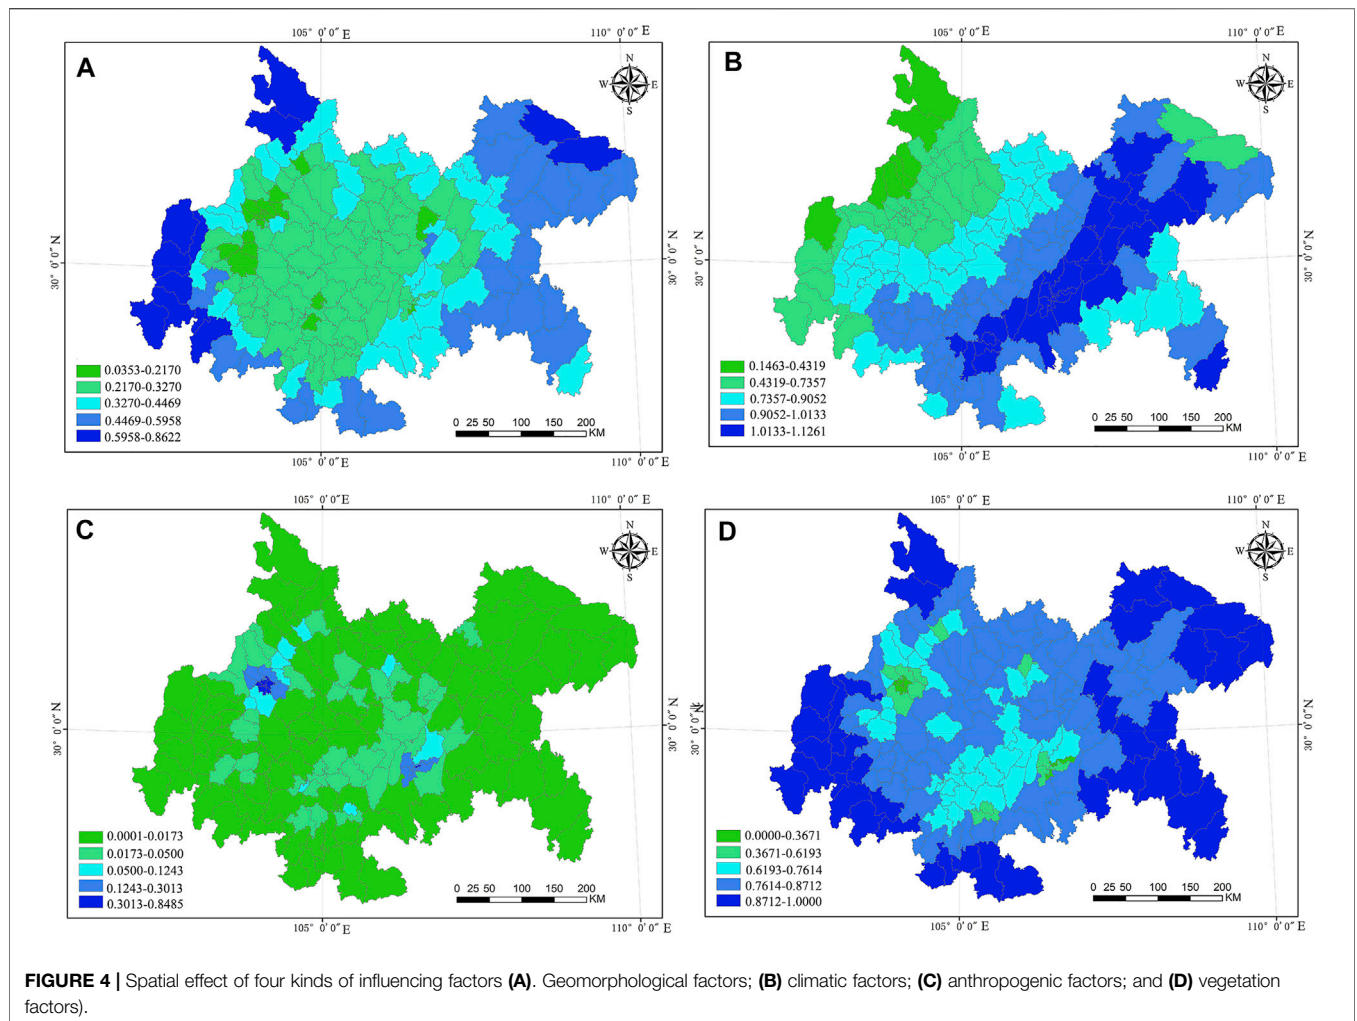 105° 0' 0" E
110° 0' 0" E
A
N
W E
S
30° 0' 0" N
30° 0' 0" N
0.0353-0.2170
0.2170-0.3270
0.3270-0.4469
0.4469-0.5958
0.5958-0.8622
0 25 50 100 150 200
KM
105° 0' 0" E
110° 0' 0" E
105° 0' 0" E
110° 0' 0" E
B
N
W E
S
30° 0' 0" N
30° 0' 0" N
0.1463-0.4319
0.4319-0.7357
0.7357-0.9052
0.9052-1.0133
1.0133-1.1261
0 25 50 100 150 200
KM
105° 0' 0" E
110° 0' 0" E
105° 0' 0" E
110° 0' 0" E
C
N
W E
S
30° 0' 0" N
30° 0' 0" N
0.0001-0.0173
0.0173-0.0500
0.0500-0.1243
0.1243-0.3013
0.3013-0.8485
0 25 50 100 150 200
KM
105° 0' 0" E
110° 0' 0" E
105° 0' 0" E
110° 0' 0" E
D
N
W E
S
30° 0' 0" N
30° 0' 0" N
0.0000-0.3671
0.3671-0.6193
0.6193-0.7614
0.7614-0.8712
0.8712-1.0000
0 25 50 100 150 200
KM
105° 0' 0" E
110° 0' 0" E
FIGURE 4 | Spatial effect of four kinds of influencing factors (A). Geomorphological factors; (B) climatic factors; (C) anthropogenic factors; and (D) vegetation
factors).